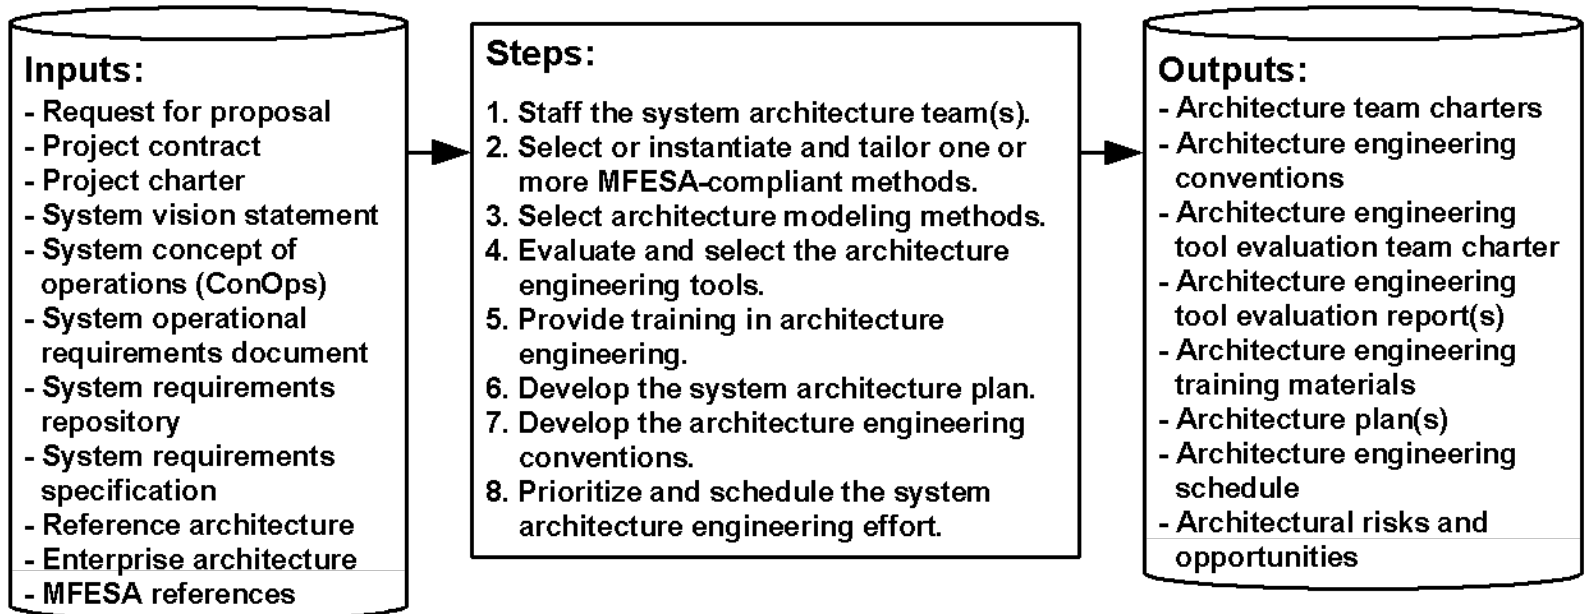 Inputs:
- Request for proposal
- Project contract
- Project charter
- System vision statement
- System concept of
operations (ConOps)
- System operational
requirements document
- System requirements
repository
- System requirements
specification
- Reference architecture
- Enterprise architecture
- MFESA references
Steps:
1. Staff the system architecture team(s).
2. Select or instantiate and tailor one or
more MFESA-compliant methods.
3. Select architecture modeling methods.
4. Evaluate and select the architecture
engineering tools.
5. Provide training in architecture
engineering.
6. Develop the system architecture plan.
7. Develop the architecture engineering
conventions.
8. Prioritize and schedule the system
architecture engineering effort.
Outputs:
- Architecture team charters
- Architecture engineering
conventions
- Architecture engineering
tool evaluation team charter
- Architecture engineering
tool evaluation report(s)
- Architecture engineering
training materials
- Architecture plan(s)
- Architecture engineering
schedule
- Architectural risks and
opportunities